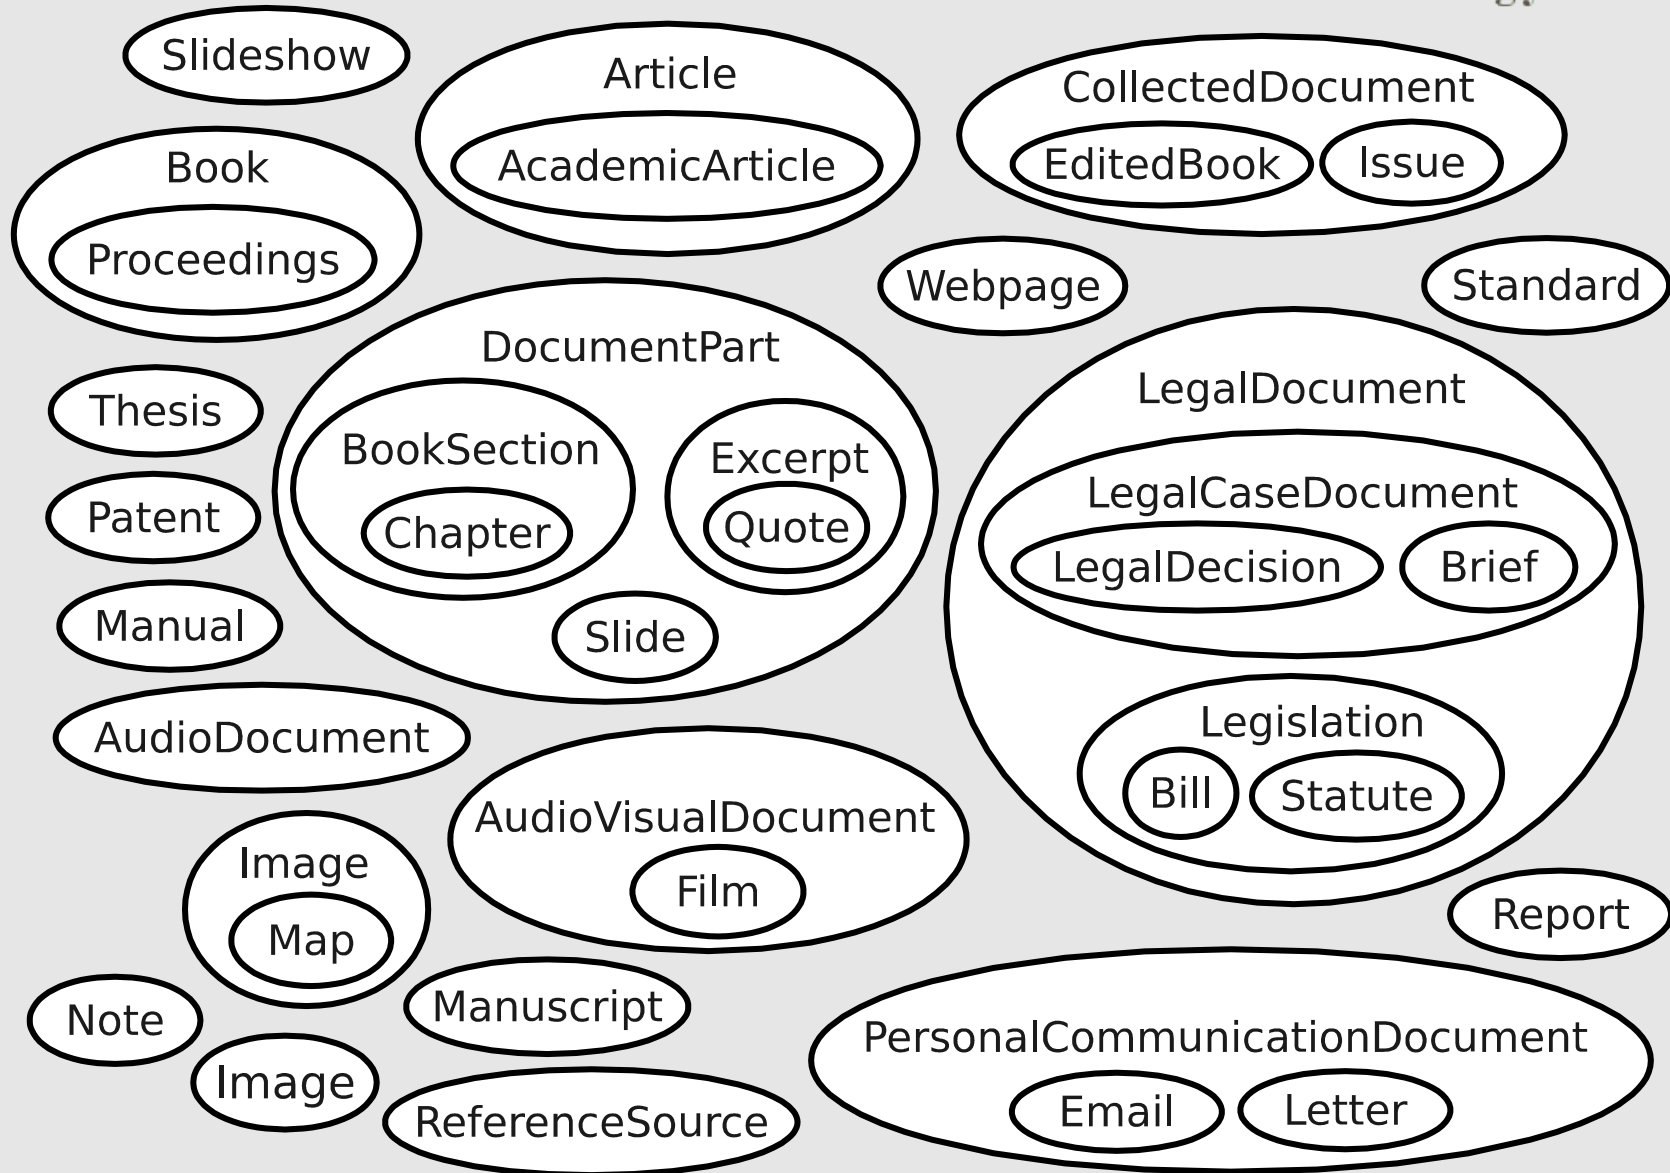 Slideshow
Article
CollectedDocument
Book
AcademicArticle
EditedBook
Issue
Proceedings
Webpage
Standard
DocumentPart
LegalDocument
Thesis
BookSection
Excerpt
LegalCaseDocument
Patent
Chapter
Quote
LegalDecision
Brief
Manual
Slide
AudioDocument
Legislation
AudioVisualDocument
Bill
Statute
Image
Film
Map
Report
Note
Manuscript
PersonalCommunicationDocument
Image
ReferenceSource
Email
Letter